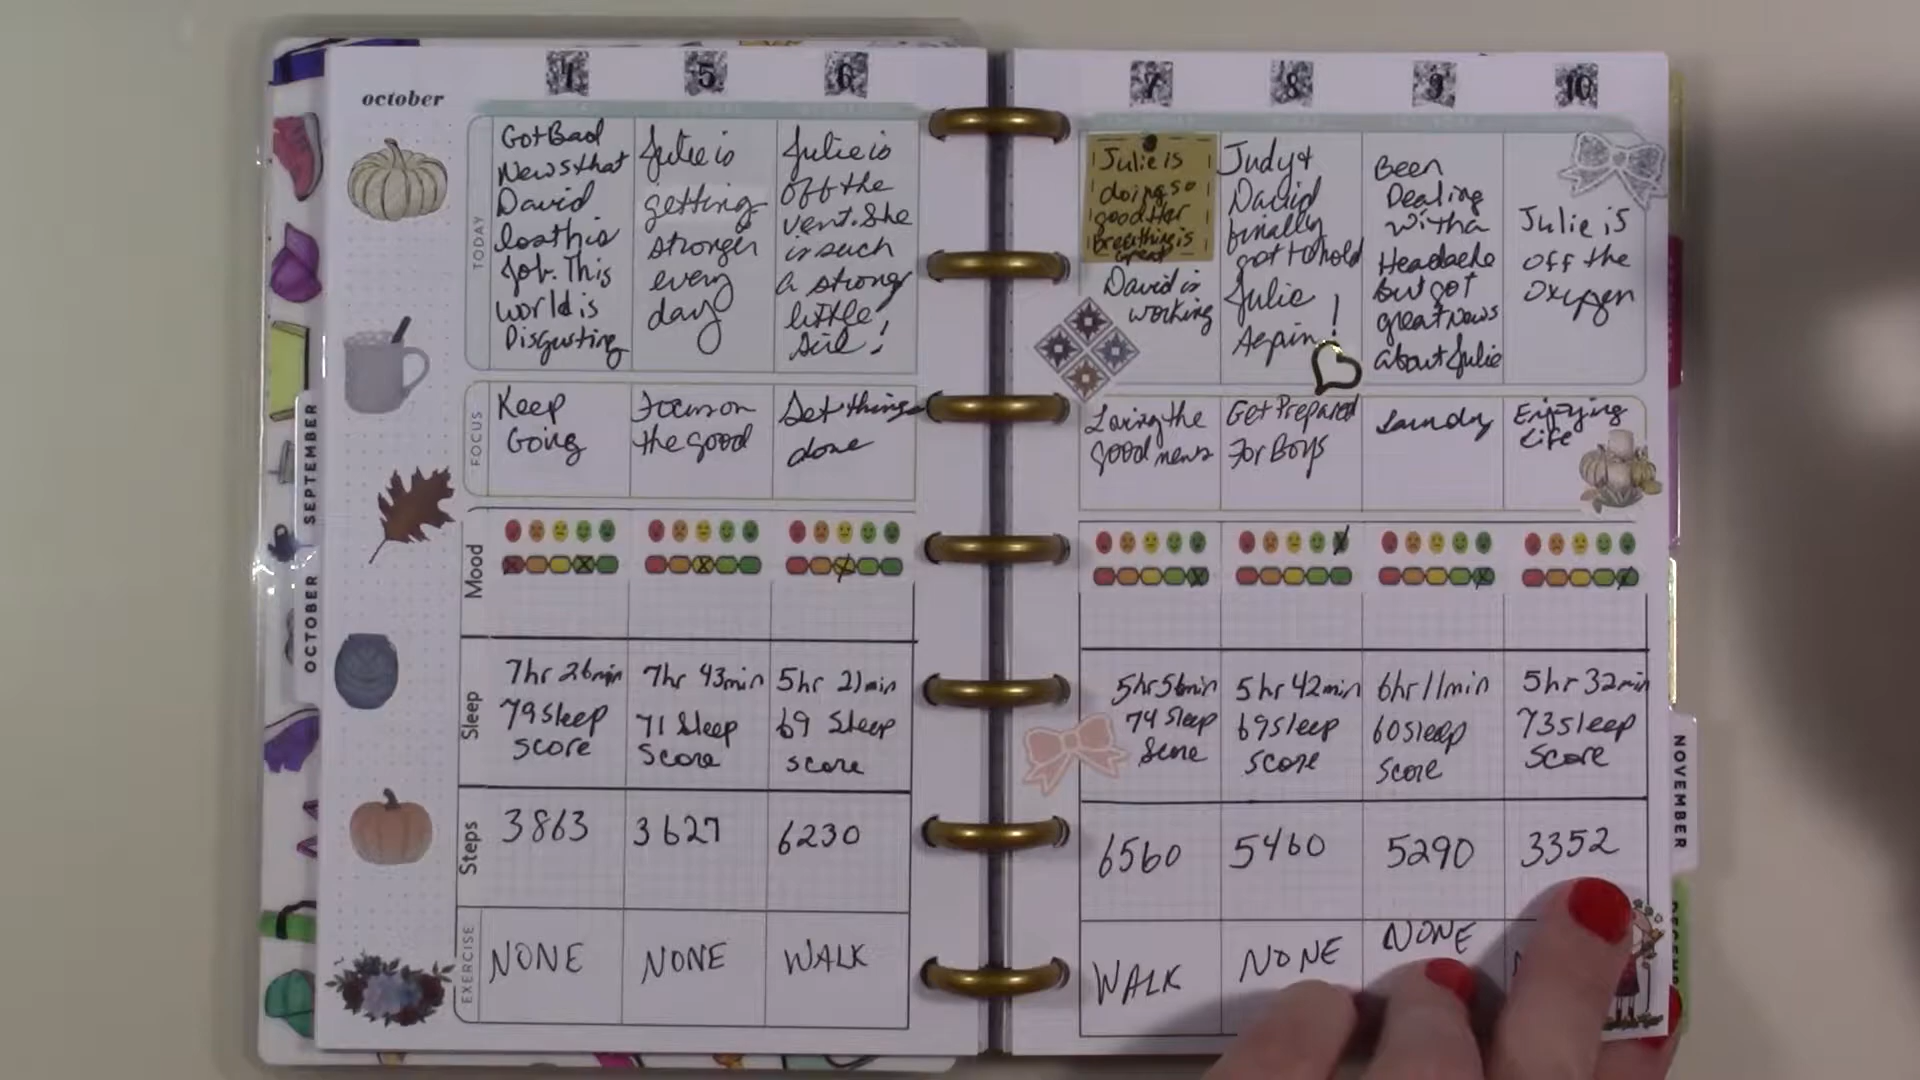 october
4
5
6
7
8
9
10
TODAY
Got Bad
News that
David
lost his
Job. This
world is
Disgusting
Julie is
getting
stronger
every
day
Julie is
off the
vent. She
is such
a strong
little
Girl!
Julie is
doing so
good Her
Breathing is
great
David is
working
Judy &
David
finally
got to hold
Julie
Again!
Been
Dealing
with a
Headache
but got
great News
about Julie
Julie is
off the
oxygen
FOCUS
Keep
Going
Focus on
the good
Get things
done
Loving the
good news
Get Prepared
For Boys
Laundry
Enjoying
Life
Mood
Sleep
7hr 26min
79 Sleep
score
7hr 43min
71 Sleep
Score
5hr 21min
69 Sleep
score
5hr 56min
74 Sleep
Score
5hr 42min
69 sleep
score
6hr 11min
60 sleep
score
5hr 32min
73 sleep
score
Steps
3863
3627
6230
6560
5460
5290
3352
EXERCISE
NONE
NONE
WALK
WALK
NONE
NONE
SEPTEMBER
OCTOBER
NOVEMBER